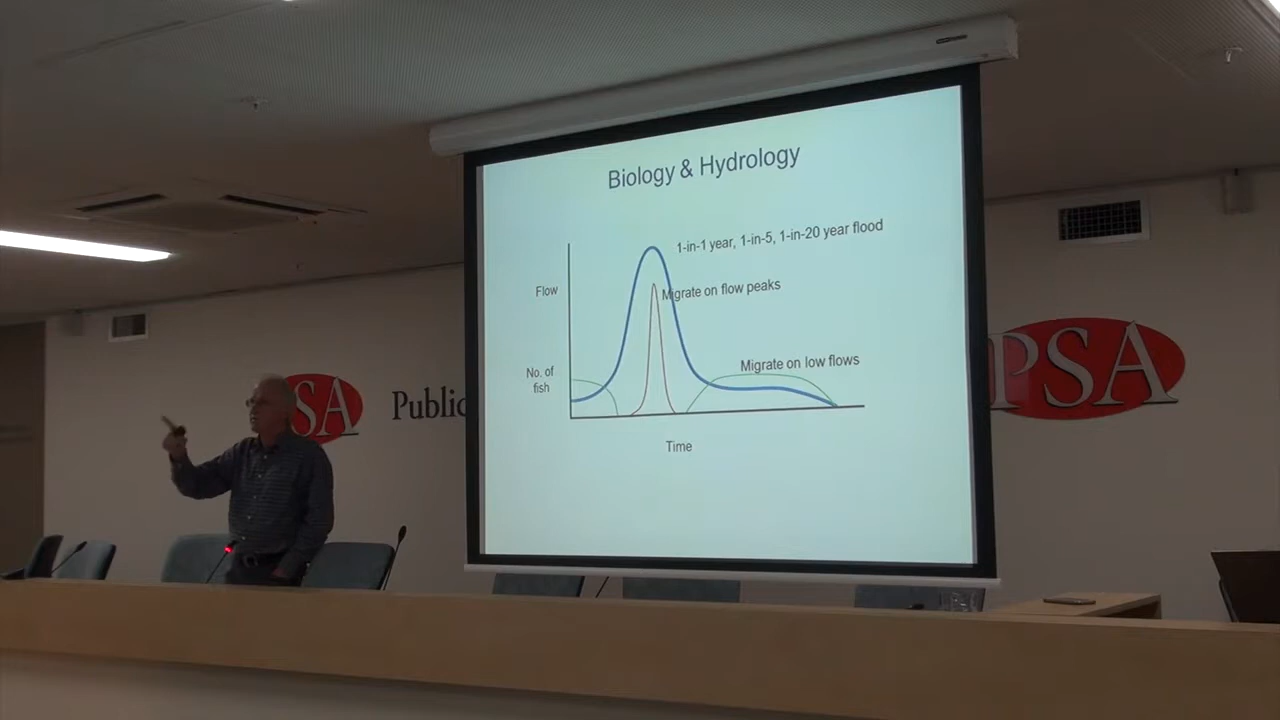 Biology & Hydrology
1-in-1 year, 1-in-5, 1-in-20 year flood
Flow
Migrate on flow peaks
Migrate on low flows
No. of
fish
Time
SA
Public
PSA